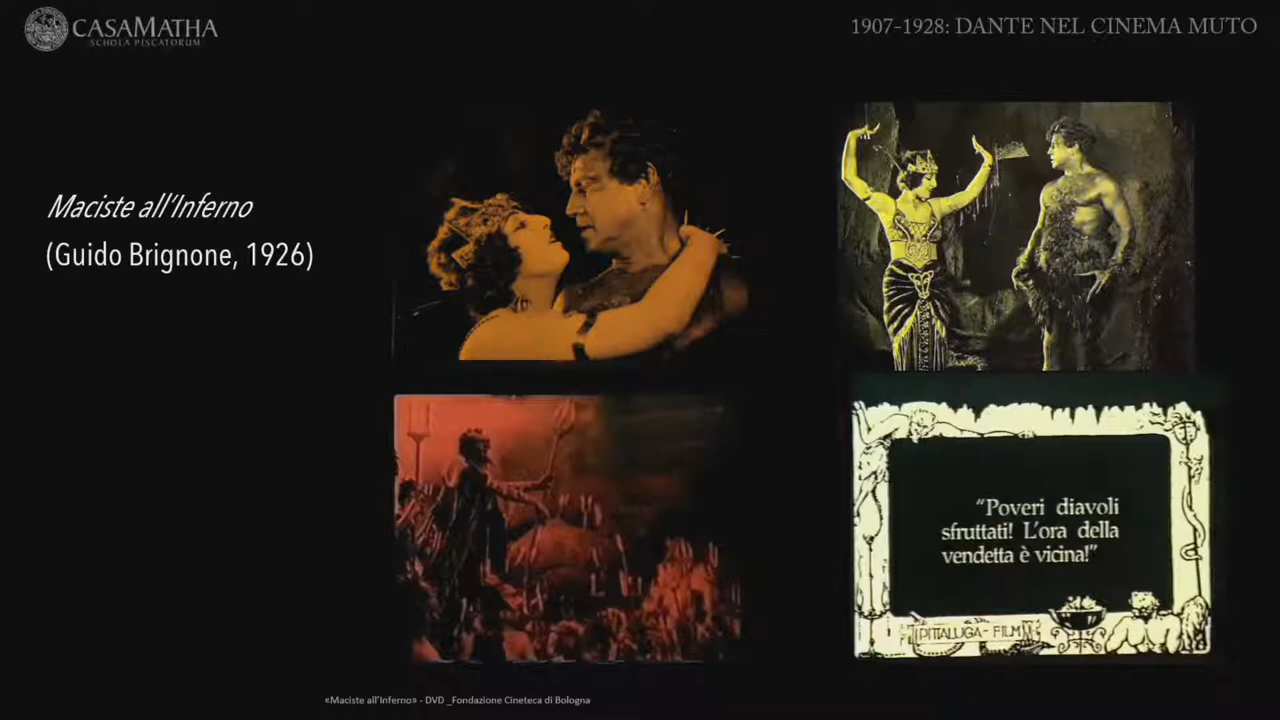 CASAMATHA
SCHOLA PISCATORUM
1907-1928: DANTE NEL CINEMA MUTO
Maciste all'Inferno
(Guido Brignone, 1926)
"Poveri diavoli
sfruttati! L'ora della
vendetta è vicina!"
PITTALUGA-FILM
«Maciste all'Inferno» - DVD _Fondazione Cineteca di Bologna